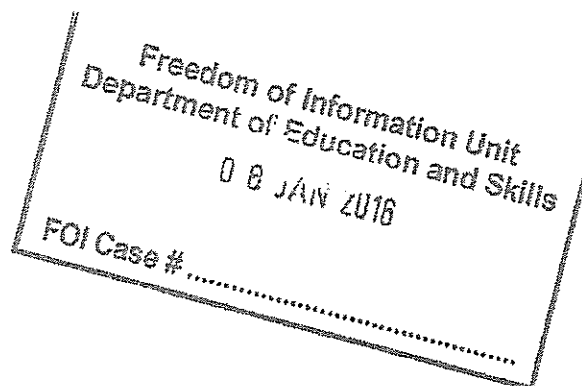 Freedom of Information Unit
Department of Education and Skills
0 8 JAN 2016
FOI Case # ................................................